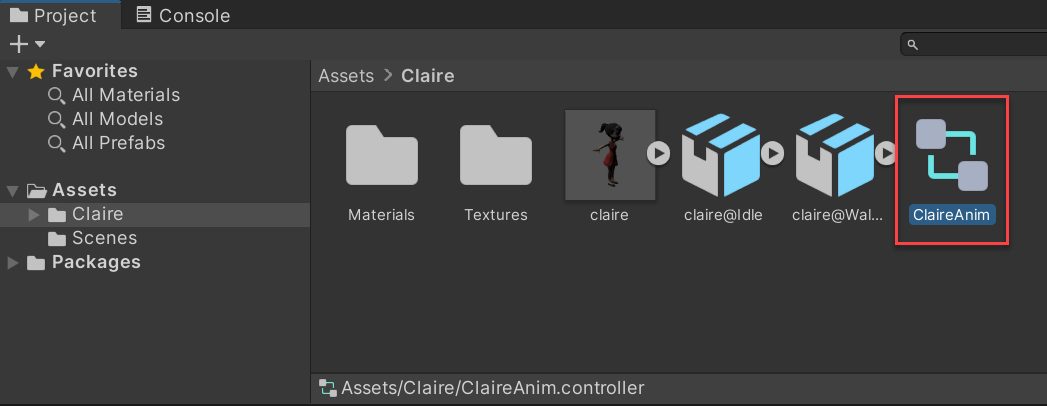 Project
Console
Favorites
All Materials
All Models
All Prefabs
Assets
Claire
Scenes
Packages
Assets > Claire
Materials
Textures
claire
claire@Idle
claire@Wal...
ClaireAnim
Assets/Claire/ClaireAnim.controller